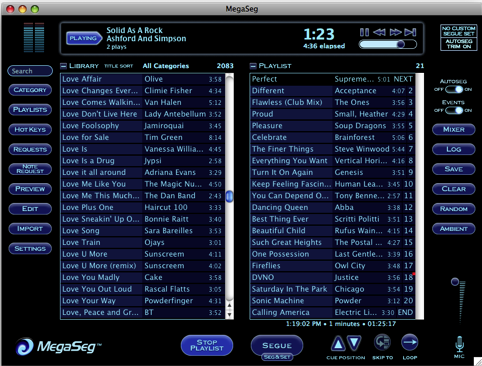 MegaSeg
PLAYING
Solid As A Rock
Ashford And Simpson
2 plays
1:23
4:36 elapsed
NO CUSTOM
SEGUE SET
AUTOSEG
TRIM ON
Search
CATEGORY
PLAYLISTS
HOT KEYS
REQUESTS
NOTE
REQUEST
PREVIEW
EDIT
IMPORT
SETTINGS
LIBRARY TITLE SORT All Categories 2083
Love Affair Olive 3:58
Love Changes Ever... Climie Fisher 4:34
Love Comes Walkin... Van Halen 5:12
Love Don't Live Here Lady Antebellum 3:52
Love Foolsophy Jamiroquai 3:45
Love for Sale Tim Green 8:14
Love Is Vanessa Willia... 4:45
Love Is a Drug Jypsi 2:58
Love it all around Adriana Evans 3:29
Love Me Like You The Magic Nu... 4:50
Love Me This Much... The Dan Band 2:43
Love Plus One Haircut 100 3:33
Love Sneakin' Up O... Bonnie Raitt 3:40
Love Song Sara Bareilles 3:53
Love Train Ojays 3:01
Love U More Sunscreem 4:11
Love U More (remix) Sunscreem 4:02
Love You Madly Cake 3:58
Love You Out Loud Rascal Flatts 3:05
Love Your Way Powderfinger 4:31
Love, Peace and Gr... BT 3:52
PLAYLIST 21
Perfect Supreme... 5:01 NEXT
Different Acceptance 4:07 2
Flawless (Club Mix) The Ones 3:56 3
Proud Small, Heather 4:29 4
Pleasure Soup Dragons 3:55 5
Celebrate Brainforest 5:06 6
The Finer Things Steve Winwood 5:44 7
Everything You Want Vertical Hori... 4:16 8
Turn It On Again Genesis 3:51 9
Keep Feeling Fascin... Human Lea... 3:45 10
You Can Depend O... Tony Benne... 2:57 11
Dancing Queen Abba 3:38 12
Best Thing Ever Scritti Politti 3:51 13
Beautiful Child Rufus Wain... 4:15 14
Such Great Heights The Postal ... 4:27 15
One Possession Last Gentle... 3:39 16
Fireflies Owl City 3:48 17
DVNO Justice 3:56 18
Saturday In The Park Chicago 3:54 19
Sonic Machine Powder 3:12 20
Calling America Electric Li... 3:30 END
1:19:02 PM • 1 minutes • 01:25:17
AUTOSEG
OFF ON
EVENTS
OFF ON
MIXER
LOG
SAVE
CLEAR
RANDOM
AMBIENT
MegaSeg™
STOP
PLAYLIST
SEGUE
SEG&SET
CUE POSITION
SKIP TO
LOOP
MIC